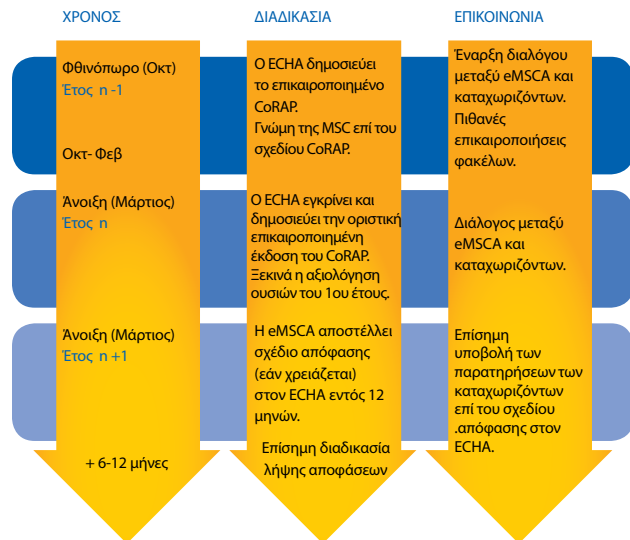 ΧΡΟΝΟΣ
ΔΙΑΔΙΚΑΣΙΑ
ΕΠΙΚΟΙΝΩΝΙΑ
Φθινόπωρο (Οκτ)
Έτος n -1
Οκτ- Φεβ
Ο ECHA δημοσιεύει
το επικαιροποιημένο
CoRAP.
Γνώμη της MSC επί του
σχεδίου CoRAP.
Έναρξη διαλόγου
μεταξύ eMSCA και
καταχωριζόντων.
Πιθανές
επικαιροποιήσεις
φακέλων.
Άνοιξη (Μάρτιος)
Έτος n
Ο ECHA εγκρίνει και
δημοσιεύει την οριστική
επικαιροποιημένη
έκδοση του CoRAP.
Ξεκινά η αξιολόγηση
ουσιών του 1ου έτους.
Διάλογος μεταξύ
eMSCA και
καταχωριζόντων.
Άνοιξη (Μάρτιος)
Έτος n +1
Η eMSCA αποστέλλει
σχέδιο απόφασης
(εάν χρειάζεται)
στον ECHA εντός 12
μηνών.
Επίσημη
υποβολή των
παρατηρήσεων των
καταχωριζόντων
επί του σχεδίου
.απόφασης στον
ECHA.
+ 6-12 μήνες
Επίσημη διαδικασία
λήψης αποφάσεων